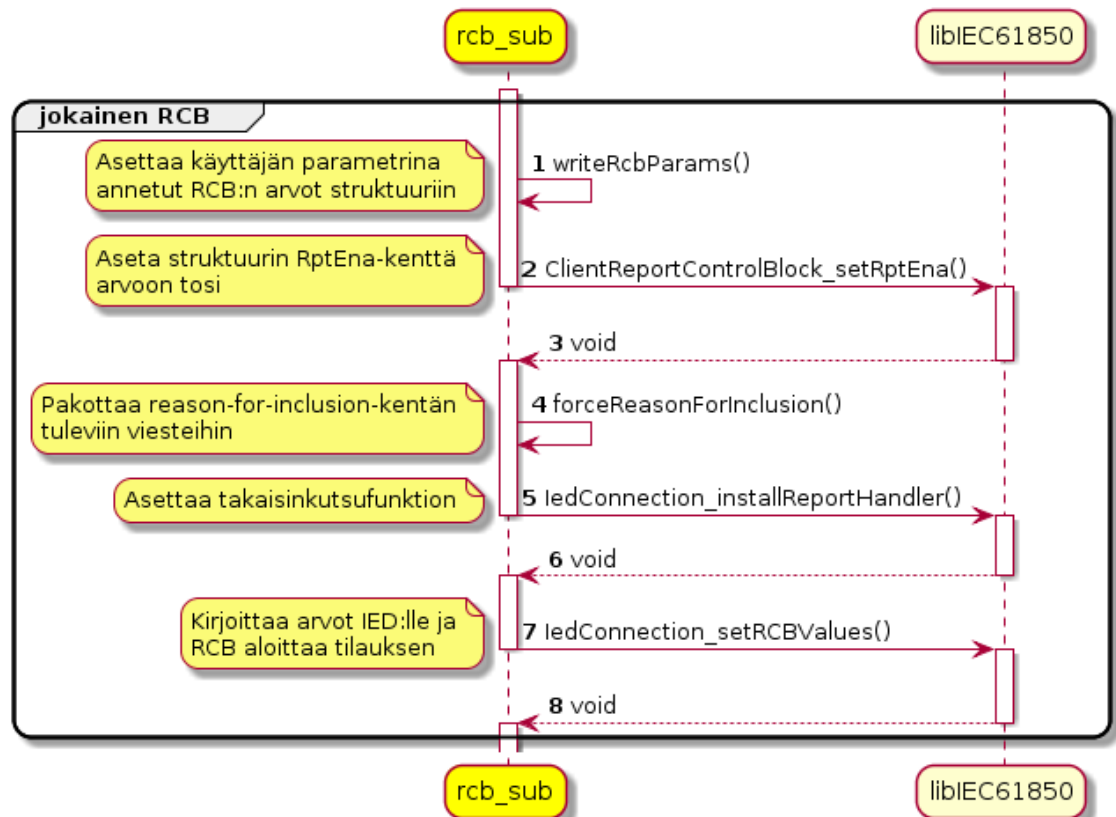 rcb_sub
libIEC61850
jokainen RCB
Asettaa käyttäjän parametrina
annetut RCB:n arvot struktuuriin
1 writeRcbParams()
Aseta struktuurin RptEna-kenttä
arvoon tosi
2 ClientReportControlBlock_setRptEna()
3 void
Pakottaa reason-for-inclusion-kentän
tuleviin viesteihin
4 forceReasonForInclusion()
Asettaa takaisinkutsufunktion
5 IedConnection_installReportHandler()
6 void
Kirjoittaa arvot IED:lle ja
RCB aloittaa tilauksen
7 IedConnection_setRCBValues()
8 void
rcb_sub
libIEC61850